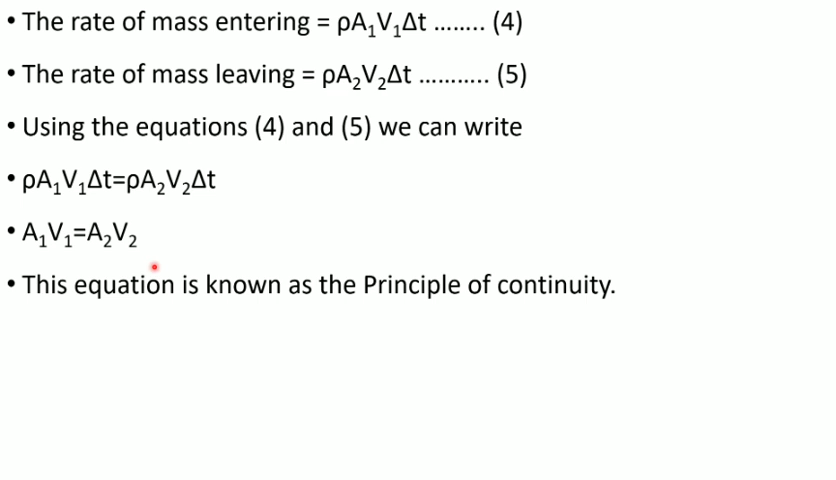 • The rate of mass entering = ρA₁V₁Δt ........ (4)
• The rate of mass leaving = ρA₂V₂Δt ........... (5)
• Using the equations (4) and (5) we can write
• ρA₁V₁Δt=ρA₂V₂Δt
• A₁V₁=A₂V₂
• This equation is known as the Principle of continuity.